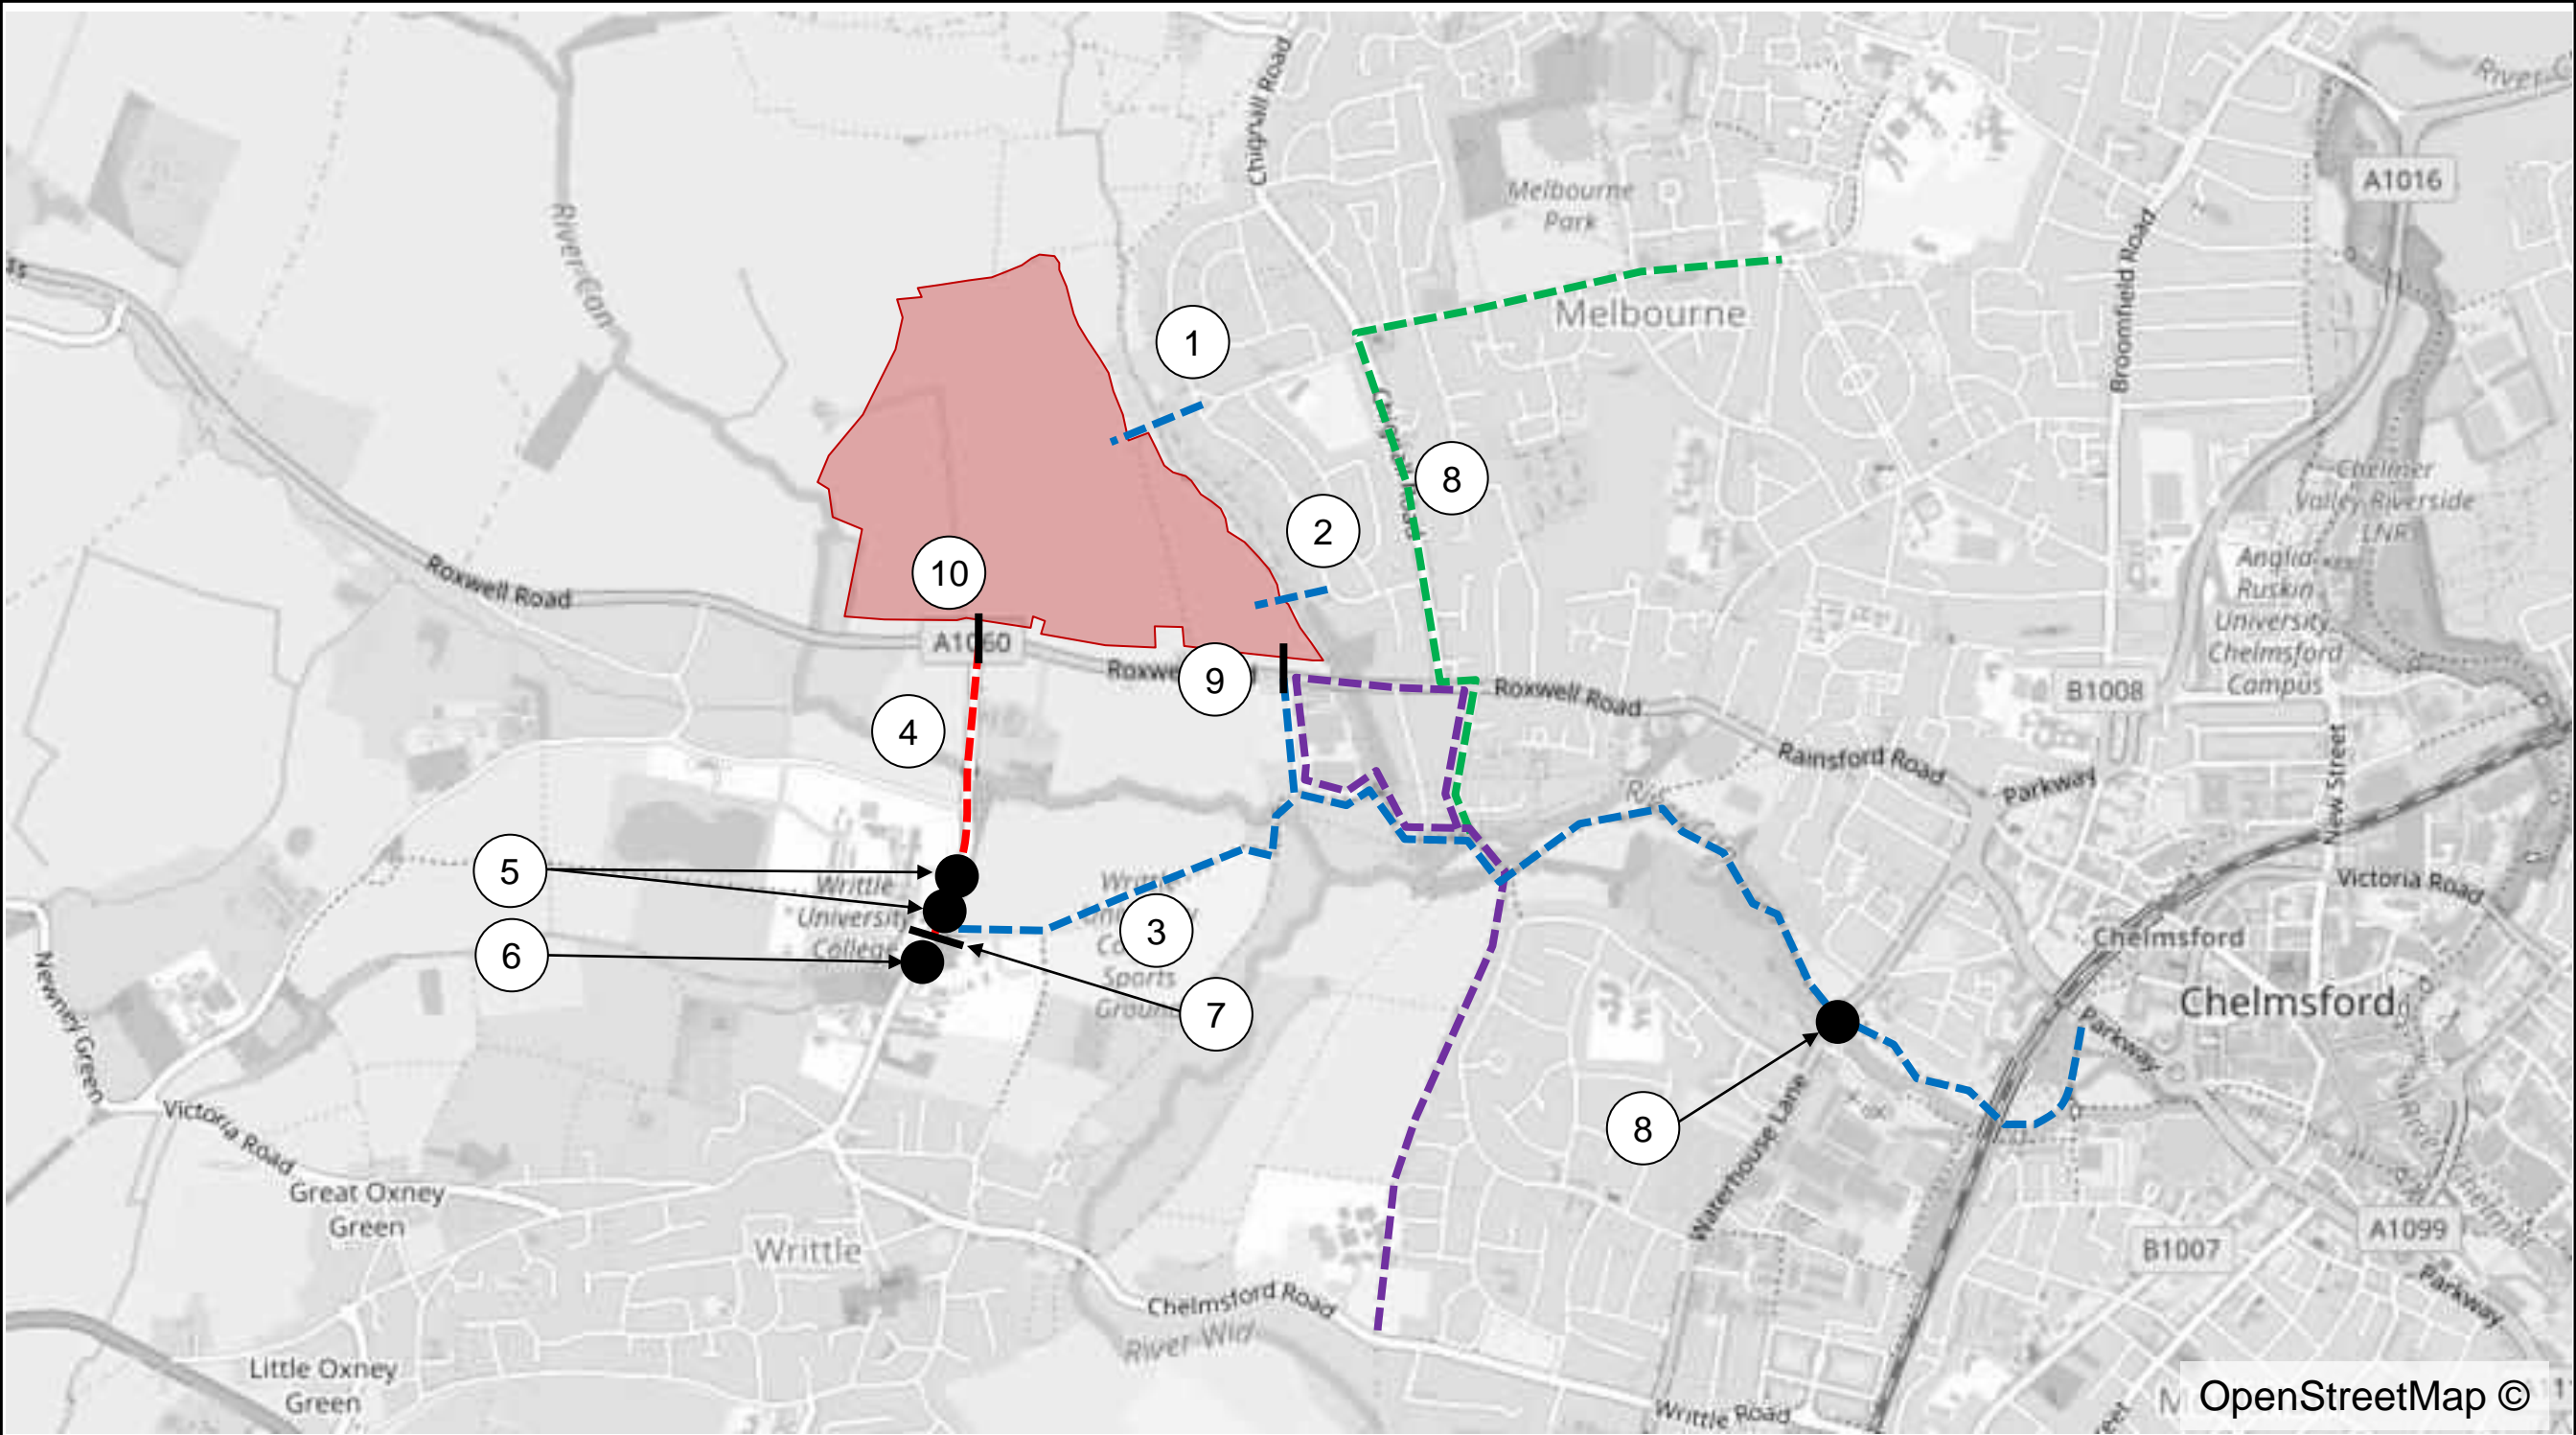 River C
A1016
Chignall Road
Melbourne
Park
River Can
Broomfield Road
Melbourne
1
8
2
Chelmer
Valley Riverside
LNR
Anglia
Ruskin
University
Chelmsford
Campus
Roxwell Road
10
A1060
9
Roxwell Road
B1008
4
Rainsford Road
Parkway
New Street
5
Writtle
University
College
3
Sports
Victoria Road
Chelmsford
Chelmsford
6
7
Parkway
Newney Green
Victoria Road
8
Waterhouse Lane
Great Oxney
Green
Writtle
A1099
B1007
Parkway
Chelmsford Road
Little Oxney
Green
Writtle Road
OpenStreetMap ©